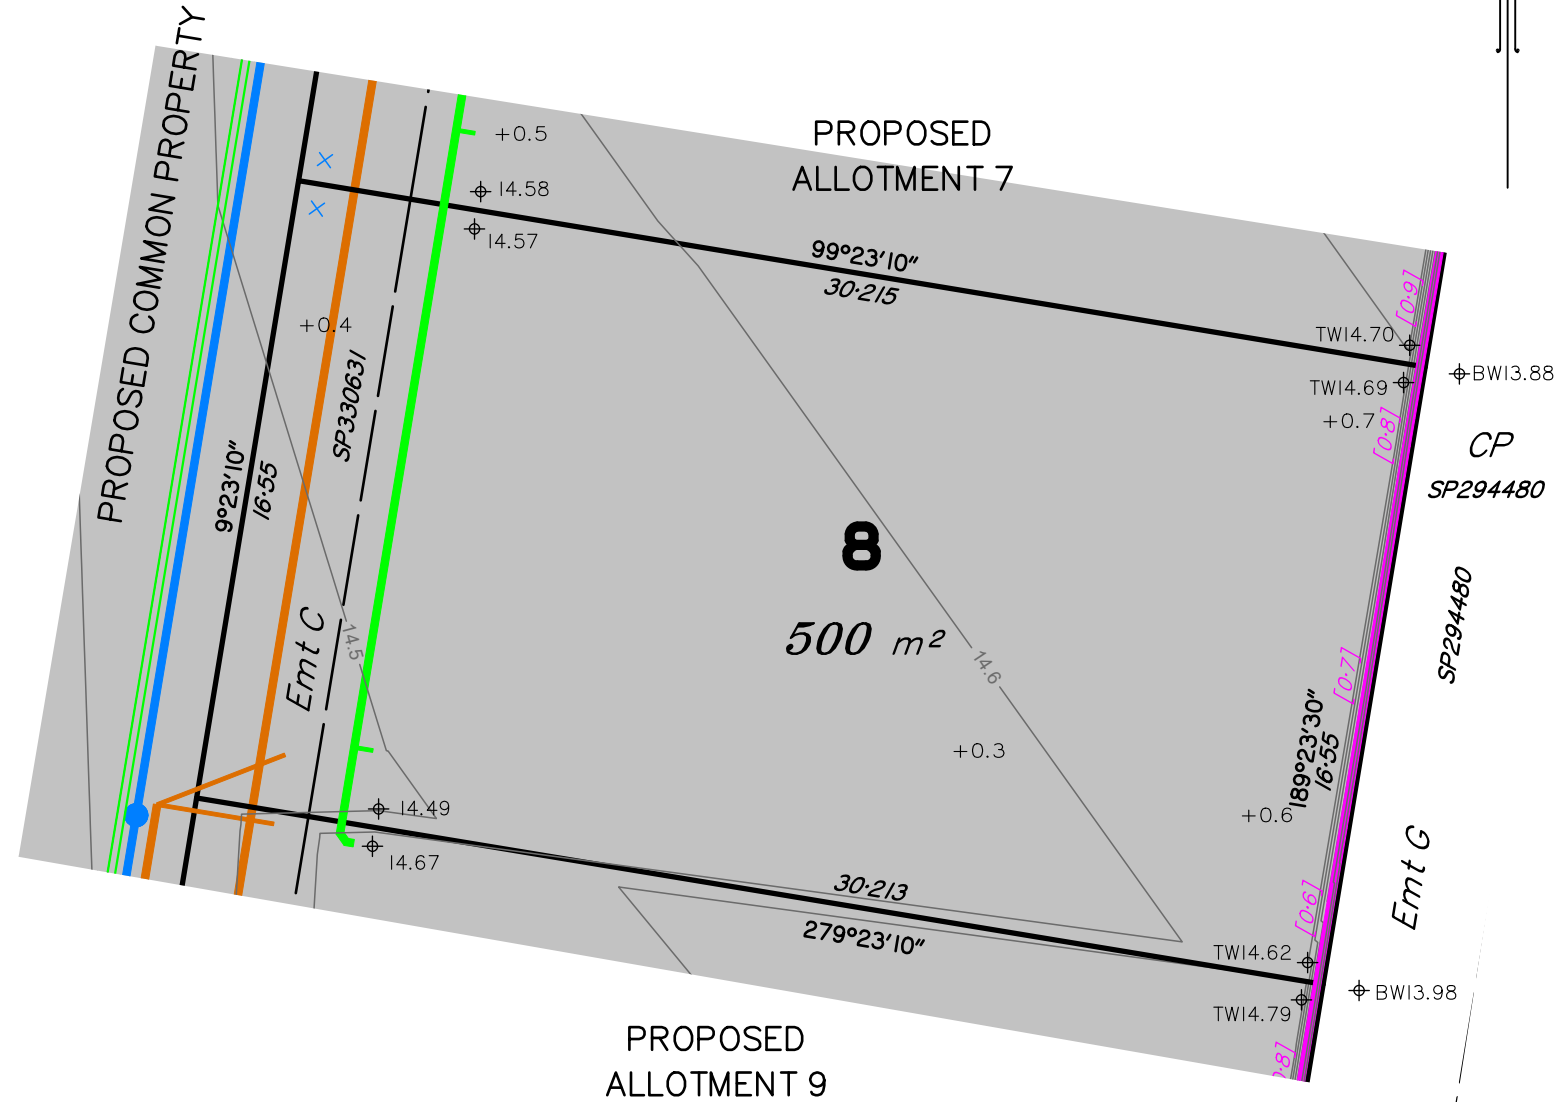 PROPOSED COMMON PROPERTY
PROPOSED
ALLOTMENT 7
+0.5
14.58
14.57
99°23'10"
30·215
[0·9]
TW14.70
TW14.69
BW13.88
+0.7
[0·8]
CP
SP294480
+0.4
SP330631
9°23'10"
16·55
8
500 m²
SP294480
Emt C
14.5
14.6
[0·7]
189°23'30"
16·55
+0.3
+0.6
14.49
14.67
30·213
279°23'10"
[0·6]
Emt G
TW14.62
TW14.79
BW13.98
PROPOSED
ALLOTMENT 9